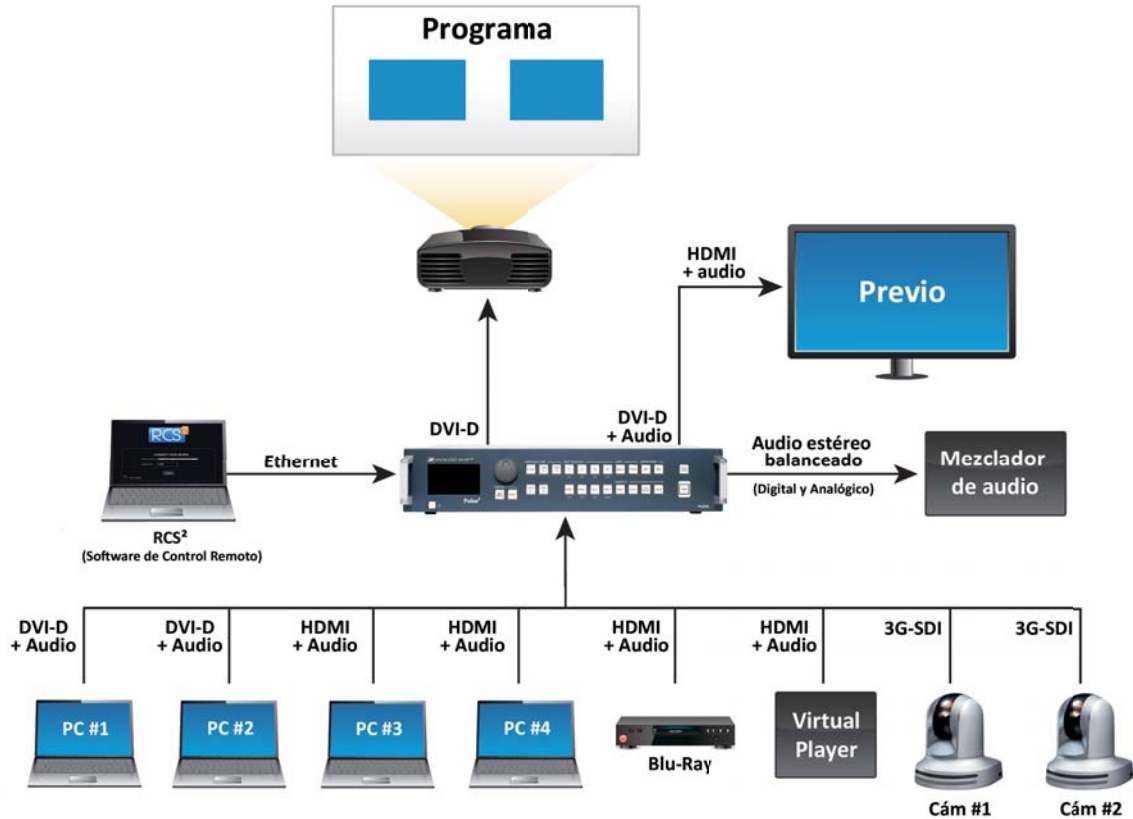 Programa
HDMI
+ audio
Previo
DVI-D
DVI-D
+ Audio
RCS²
Ethernet
Audio estéreo
balanceado
(Digital y Analógico)
Mezclador
de audio
Pulse²
RCS²
(Software de Control Remoto)
DVI-D
+ Audio
DVI-D
+ Audio
HDMI
+ Audio
HDMI
+ Audio
HDMI
+ Audio
HDMI
+ Audio
3G-SDI
3G-SDI
PC #1
PC #2
PC #3
PC #4
Blu-Ray
Virtual
Player
Cám #1
Cám #2